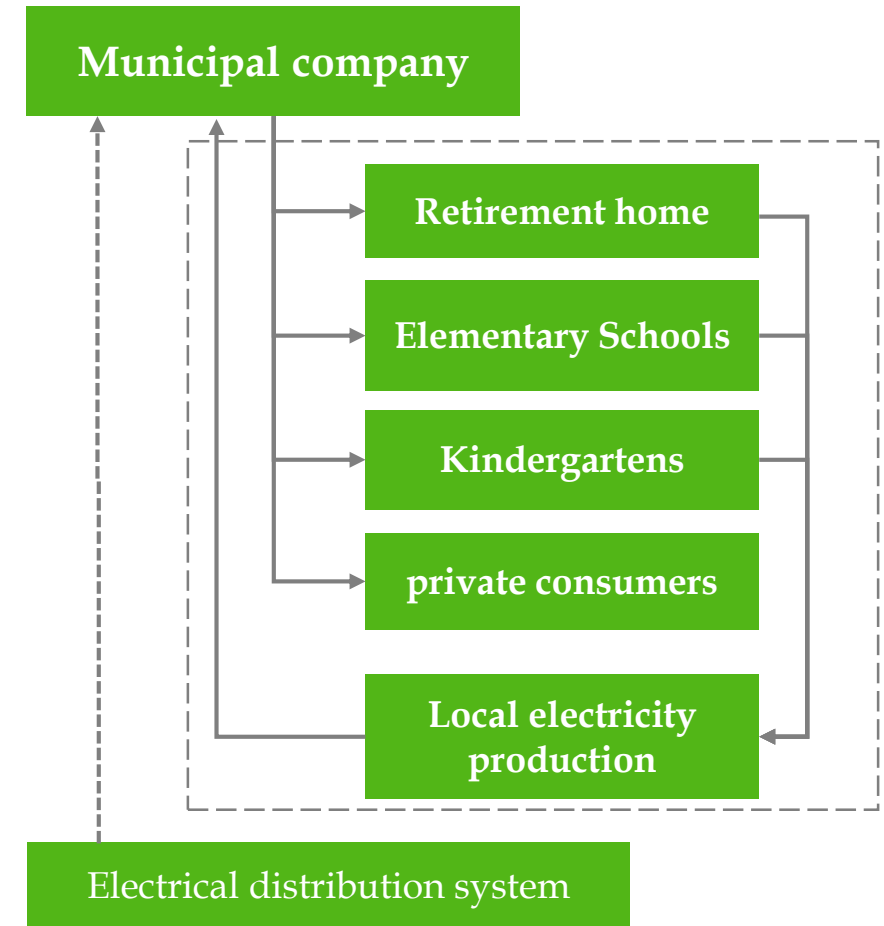 Municipal company
Retirement home
Elementary Schools
Kindergartens
private consumers
Local electricity
production
Electrical distribution system